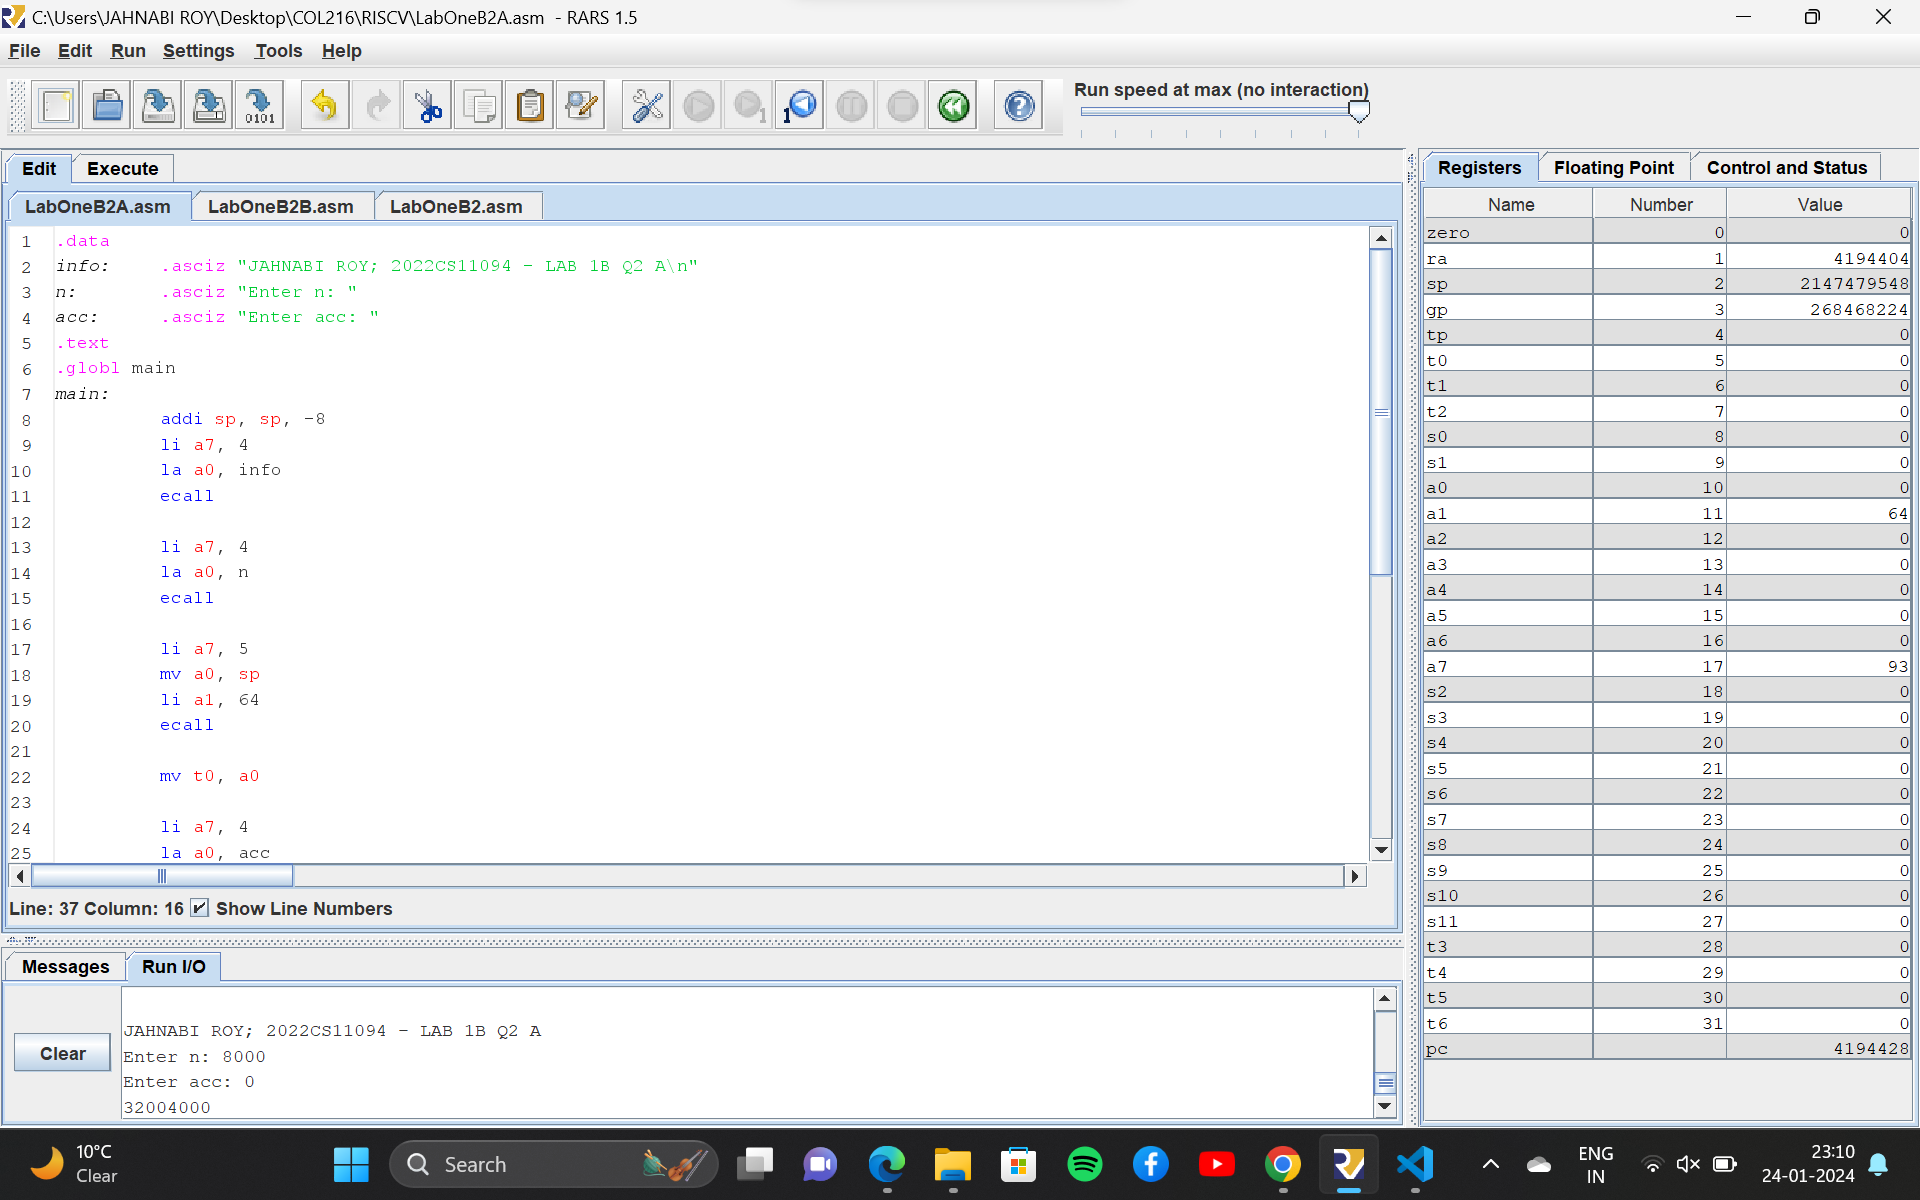 C:\Users\JAHNABI ROY\Desktop\COL216\RISCV\LabOneB2A.asm - RARS 1.5
File Edit Run Settings Tools Help
Run speed at max (no interaction)
Edit Execute
LabOneB2A.asm LabOneB2B.asm LabOneB2.asm
1 .data
2 info: .asciz "JAHNABI ROY; 2022CS11094 - LAB 1B Q2 A\n"
3 n: .asciz "Enter n: "
4 acc: .asciz "Enter acc: "
5 .text
6 .globl main
7 main:
8 addi sp, sp, -8
9 li a7, 4
10 la a0, info
11 ecall
12
13 li a7, 4
14 la a0, n
15 ecall
16
17 li a7, 5
18 mv a0, sp
19 li a1, 64
20 ecall
21
22 mv t0, a0
23
24 li a7, 4
25 la a0, acc
Line: 37 Column: 16 Show Line Numbers
Messages Run I/O
Clear
JAHNABI ROY; 2022CS11094 - LAB 1B Q2 A
Enter n: 8000
Enter acc: 0
32004000
Registers Floating Point Control and Status
Name Number Value
zero 0 0
ra 1 4194404
sp 2 2147479548
gp 3 268468224
tp 4 0
t0 5 0
t1 6 0
t2 7 0
s0 8 0
s1 9 0
a0 10 0
a1 11 64
a2 12 0
a3 13 0
a4 14 0
a5 15 0
a6 16 0
a7 17 93
s2 18 0
s3 19 0
s4 20 0
s5 21 0
s6 22 0
s7 23 0
s8 24 0
s9 25 0
s10 26 0
s11 27 0
t3 28 0
t4 29 0
t5 30 0
t6 31 0
pc 4194428
10°C
Clear
Search
ENG
IN
23:10
24-01-2024
0101
1
1